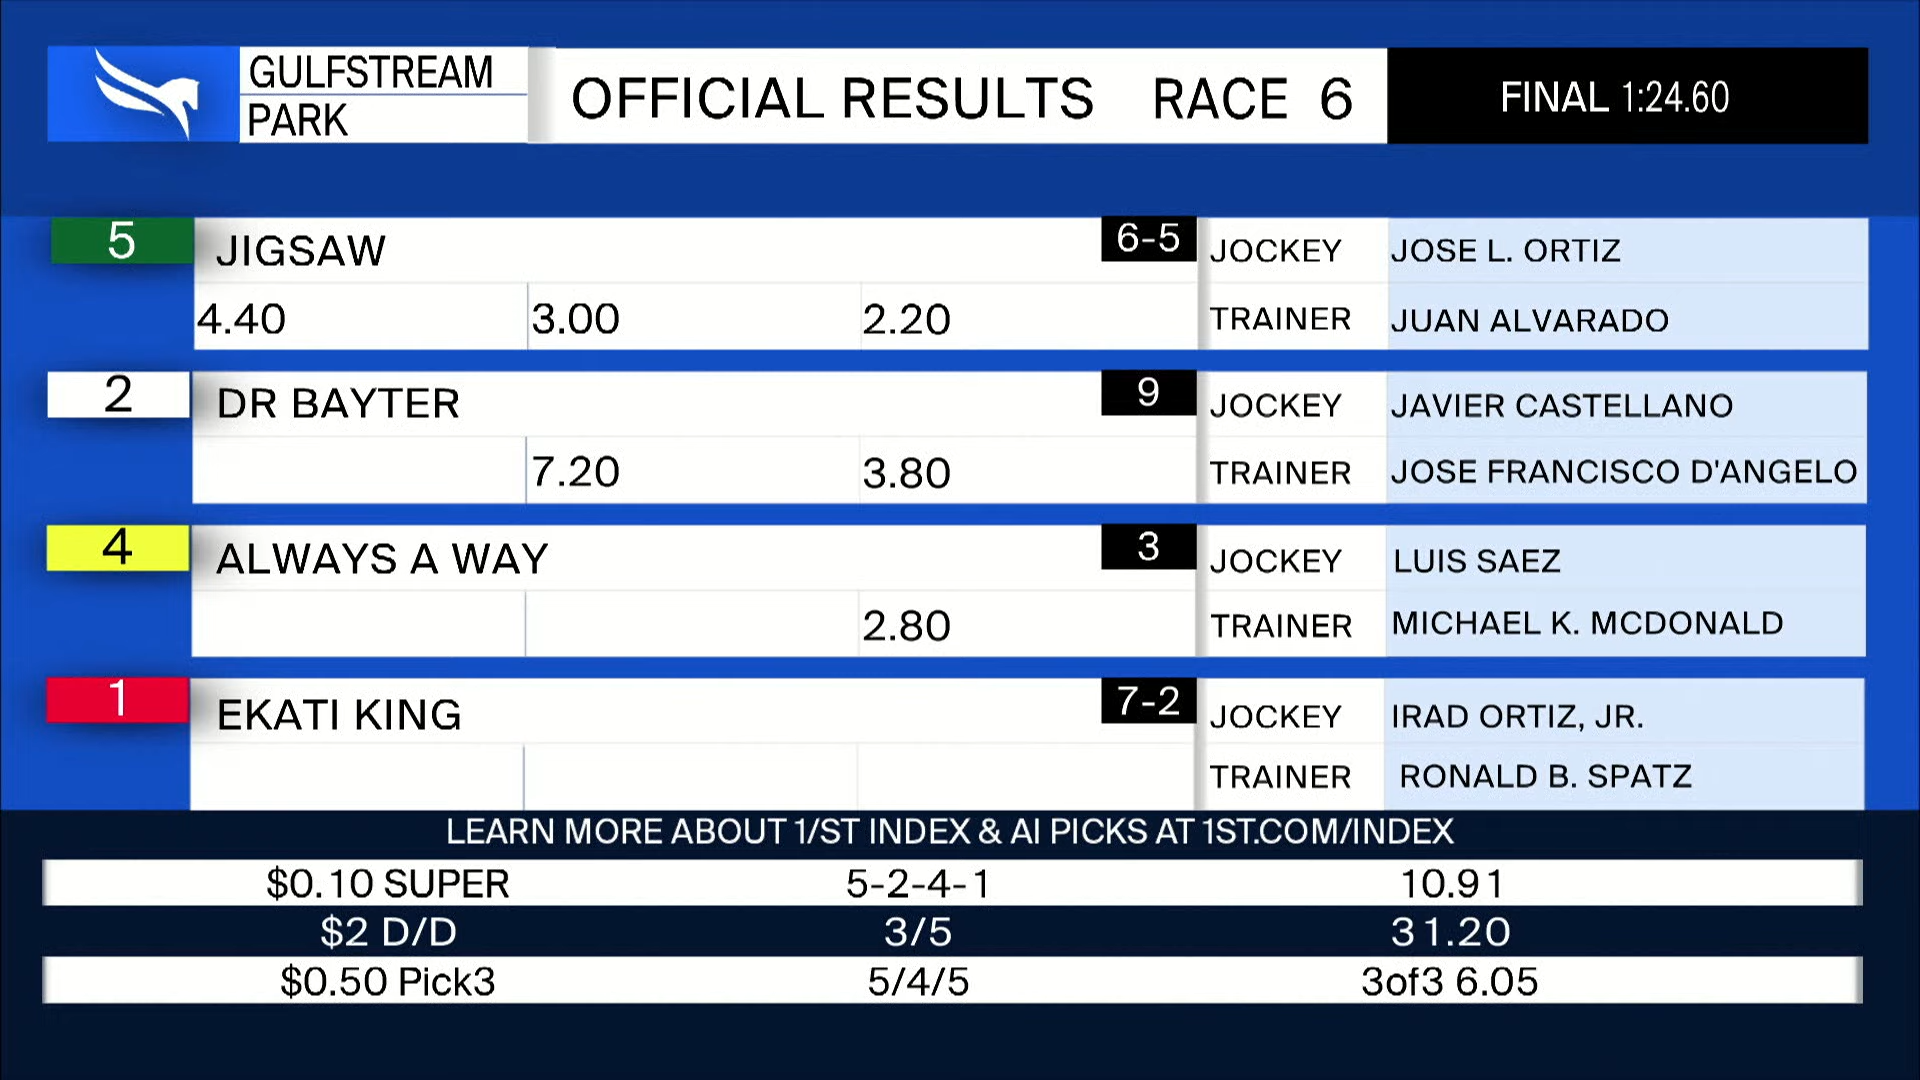 GULFSTREAM
PARK
OFFICIAL RESULTS RACE 6
FINAL 1:24.60
5 JIGSAW 6-5 JOCKEY JOSE L. ORTIZ
4.40 3.00 2.20 TRAINER JUAN ALVARADO
2 DR BAYTER 9 JOCKEY JAVIER CASTELLANO
7.20 3.80 TRAINER JOSE FRANCISCO D'ANGELO
4 ALWAYS A WAY 3 JOCKEY LUIS SAEZ
2.80 TRAINER MICHAEL K. MCDONALD
1 EKATI KING 7-2 JOCKEY IRAD ORTIZ, JR.
TRAINER RONALD B. SPATZ
LEARN MORE ABOUT 1/ST INDEX & AI PICKS AT 1ST.COM/INDEX
$0.10 SUPER 5-2-4-1 10.91
$2 D/D 3/5 31.20
$0.50 Pick3 5/4/5 3of3 6.05